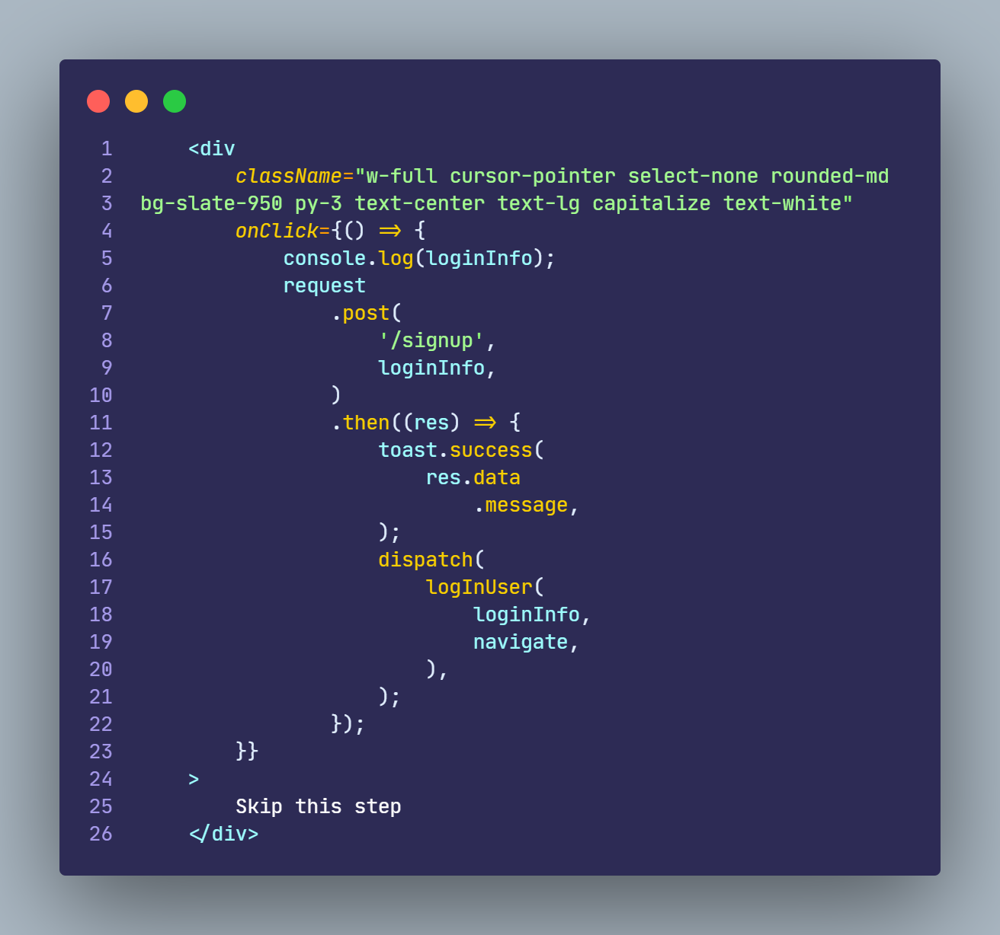 1 <div
2 className="w-full cursor-pointer select-none rounded-md
3 bg-slate-950 py-3 text-center text-lg capitalize text-white"
4 onClick={() => {
5 console.log(loginInfo);
6 request
7 .post(
8 '/signup',
9 loginInfo,
10 )
11 .then((res) => {
12 toast.success(
13 res.data
14 .message,
15 );
16 dispatch(
17 logInUser(
18 loginInfo,
19 navigate,
20 ),
21 );
22 });
23 }}
24 >
25 Skip this step
26 </div>